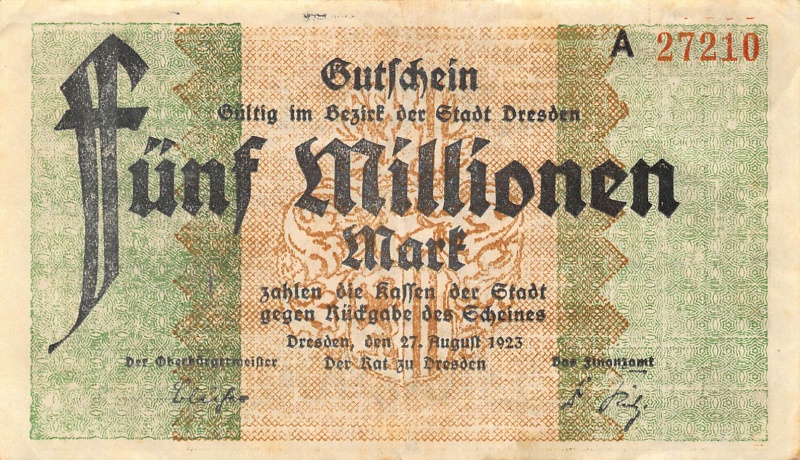 A 27210
Gutschein
Gültig im Bezirk der Stadt Dresden
Fünf Millionen
Mark
zahlen die Kassen der Stadt
gegen Rückgabe des Scheines
Dresden, den 27. August 1923
Der Oberbürgermeister Der Rat zu Dresden Das Finanzamt